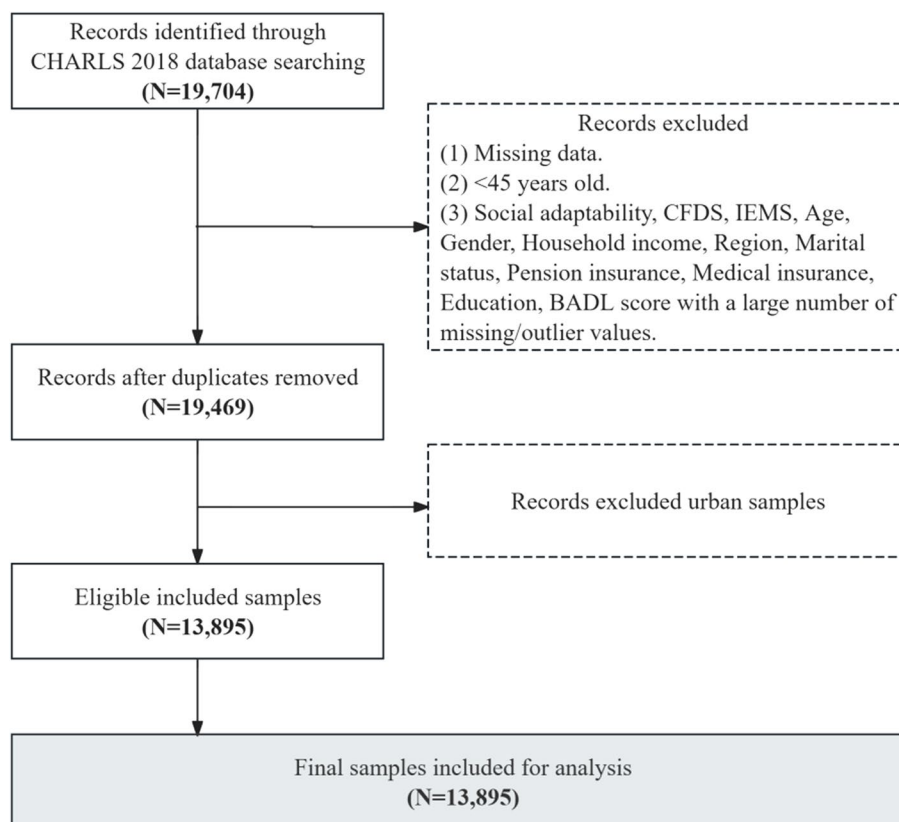 Records identified through
CHARLS 2018 database searching
(N=19,704)
Records excluded
(1) Missing data.
(2) <45 years old.
(3) Social adaptability, CFDS, IEMS, Age,
Gender, Household income, Region, Marital
status, Pension insurance, Medical insurance,
Education, BADL score with a large number of
missing/outlier values.
Records after duplicates removed
(N=19,469)
Records excluded urban samples
Eligible included samples
(N=13,895)
Final samples included for analysis
(N=13,895)